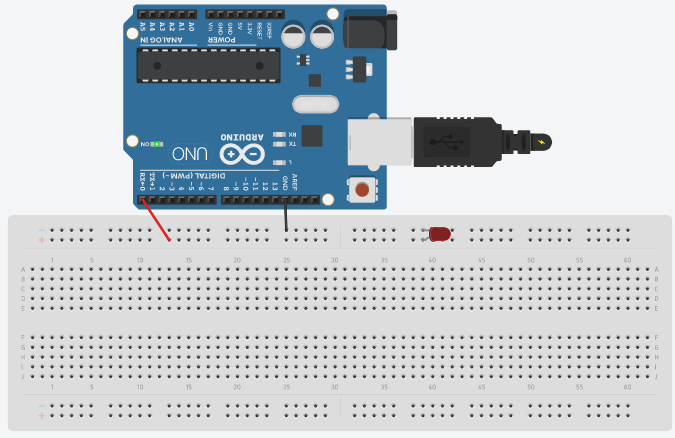 A5 A4 A3 A2 A1 A0 Vin GND GND 5V 3.3V RESET IOREF
ANALOG IN POWER
RX
TX
ON
UNO ARDUINO
L
DIGITAL (PWM~)
RX←0 TX→1 2 ~3 4 ~5 ~6 7 8 ~9 ~10 ~11 12 13 GND AREF
- -
+ +
1 5 10 15 20 25 30 35 40 45 50 55 60
A A
B B
C C
D D
E E
F F
G G
H H
I I
J J
1 5 10 15 20 25 30 35 40 45 50 55 60
- -
+ +